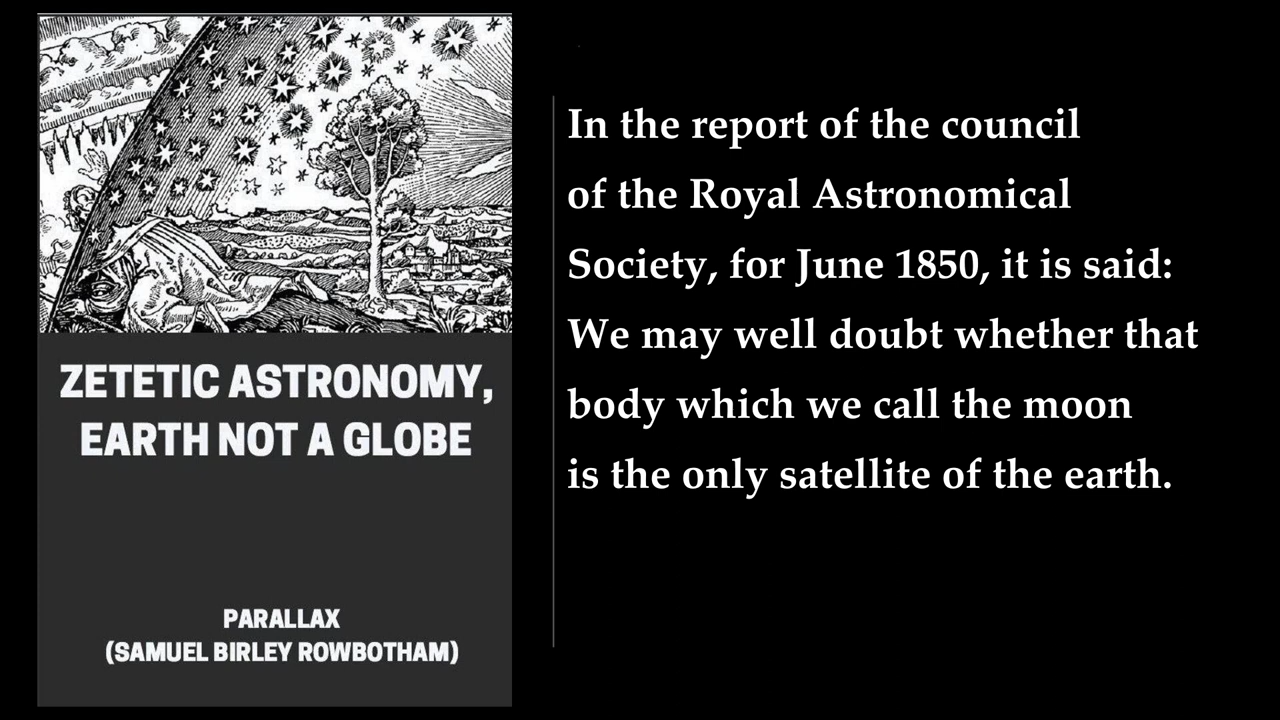 ZETETIC ASTRONOMY,
EARTH NOT A GLOBE
PARALLAX
(SAMUEL BIRLEY ROWBOTHAM)
In the report of the council
of the Royal Astronomical
Society, for June 1850, it is said:
We may well doubt whether that
body which we call the moon
is the only satellite of the earth.